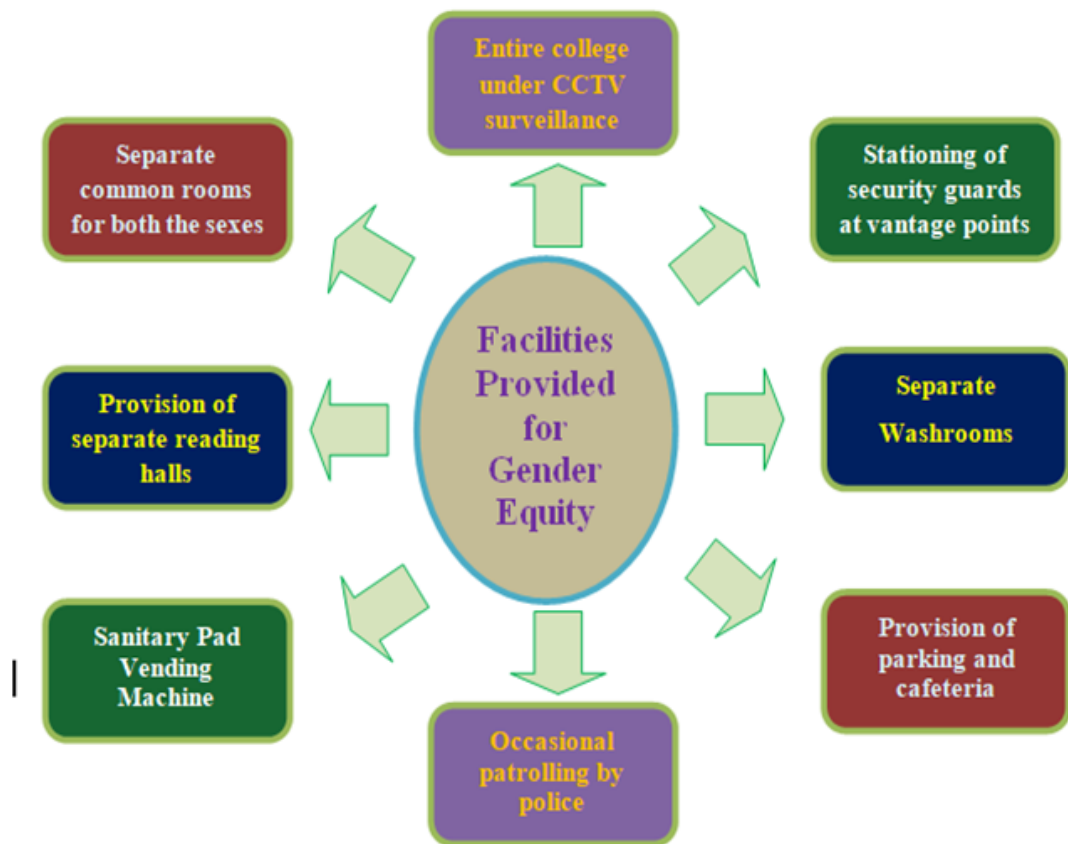 Entire college
under CCTV
surveillance
Separate
common rooms
for both the sexes
Stationing of
security guards
at vantage points
Facilities
Provided
for
Gender
Equity
Provision of
separate reading
halls
Separate
Washrooms
Sanitary Pad
Vending
Machine
Provision of
parking and
cafeteria
Occasional
patrolling by
police